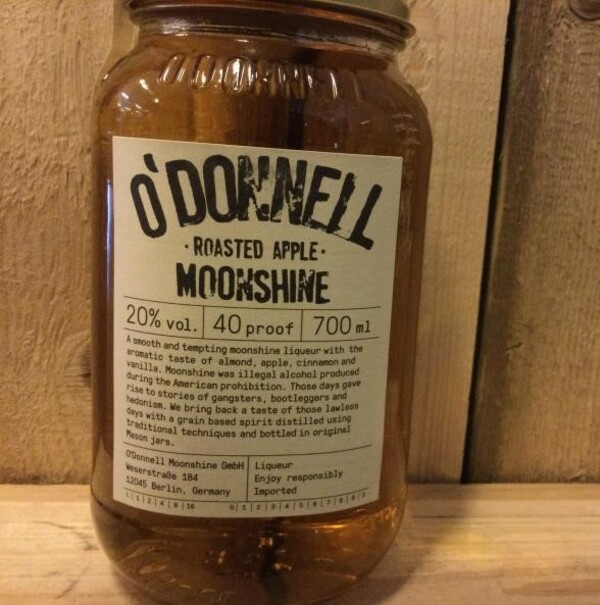 O'DONNELL
· ROASTED APPLE ·
MOONSHINE
20% vol. 40 proof 700 ml
A smooth and tempting moonshine liqueur with the
aromatic taste of almond, apple, cinnamon and
vanilla. Moonshine was illegal alcohol produced
during the American prohibition. Those days gave
rise to stories of gangsters, bootleggers and
hedonism. We bring back a taste of those lawless
days with a grain based spirit distilled using
traditional techniques and bottled in original
Mason jars.
O'Donnell Moonshine GmbH
Weserstraße 184
12045 Berlin, Germany
Liqueur
Enjoy responsibly
Imported